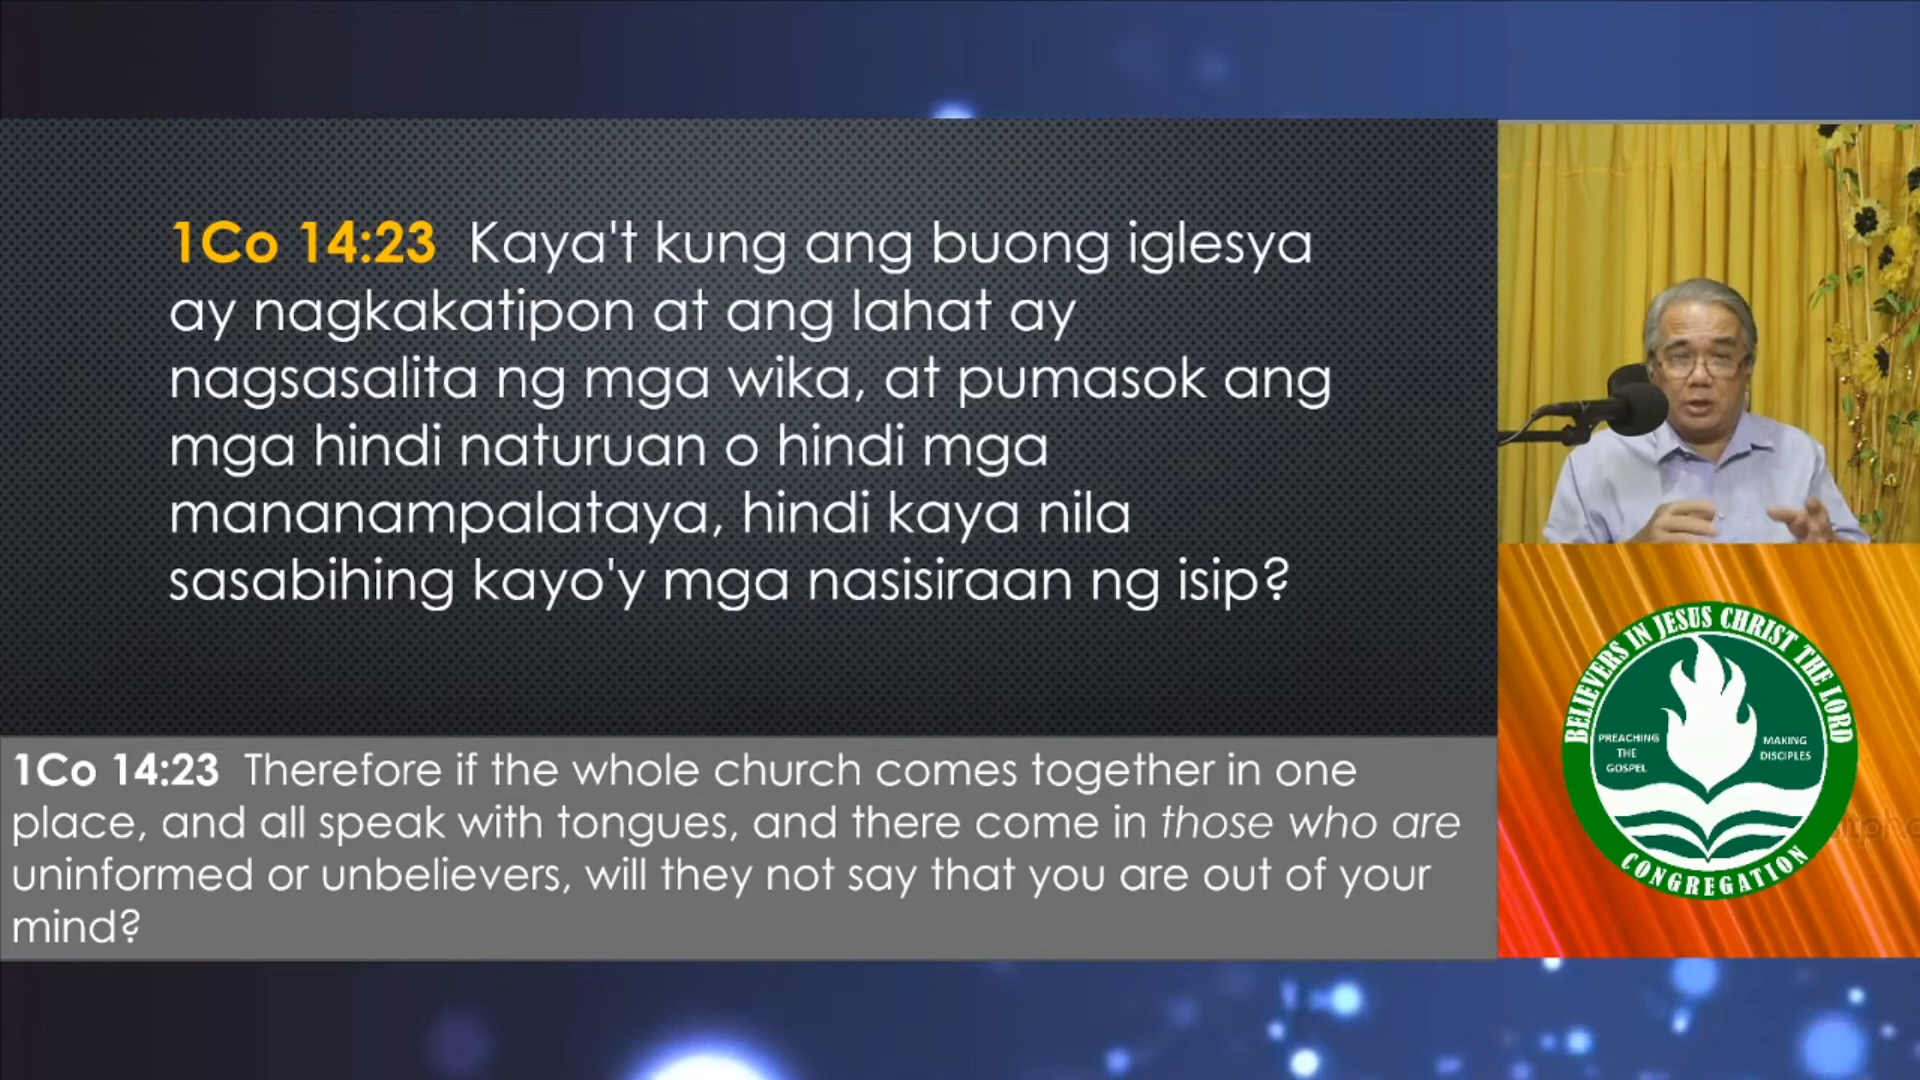 1Co 14:23 Kaya't kung ang buong iglesya
ay nagkakatipon at ang lahat ay
nagsasalita ng mga wika, at pumasok ang
mga hindi naturuan o hindi mga
mananampalataya, hindi kaya nila
sasabihing kayo'y mga nasisiraan ng isip?
1Co 14:23 Therefore if the whole church comes together in one
place, and all speak with tongues, and there come in those who are
uninformed or unbelievers, will they not say that you are out of your
mind?
BELIEVERS IN JESUS CHRIST THE LORD
PREACHING
THE
GOSPEL
MAKING
DISCIPLES
CONGREGATION